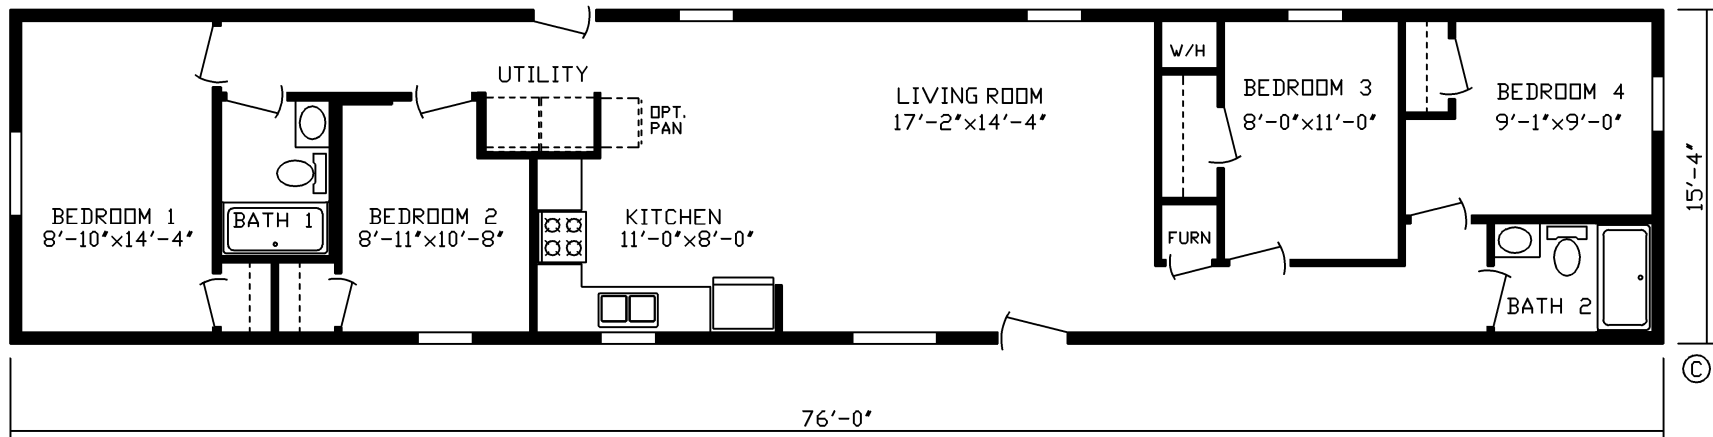 BEDROOM 1
8'-10"x14'-4"
BATH 1
BEDROOM 2
8'-11"x10'-8"
UTILITY
OPT.
PAN
KITCHEN
11'-0"x8'-0"
LIVING ROOM
17'-2"x14'-4"
W/H
FURN
BEDROOM 3
8'-0"x11'-0"
BEDROOM 4
9'-1"x9'-0"
BATH 2
15'-4"
©
76'-0"